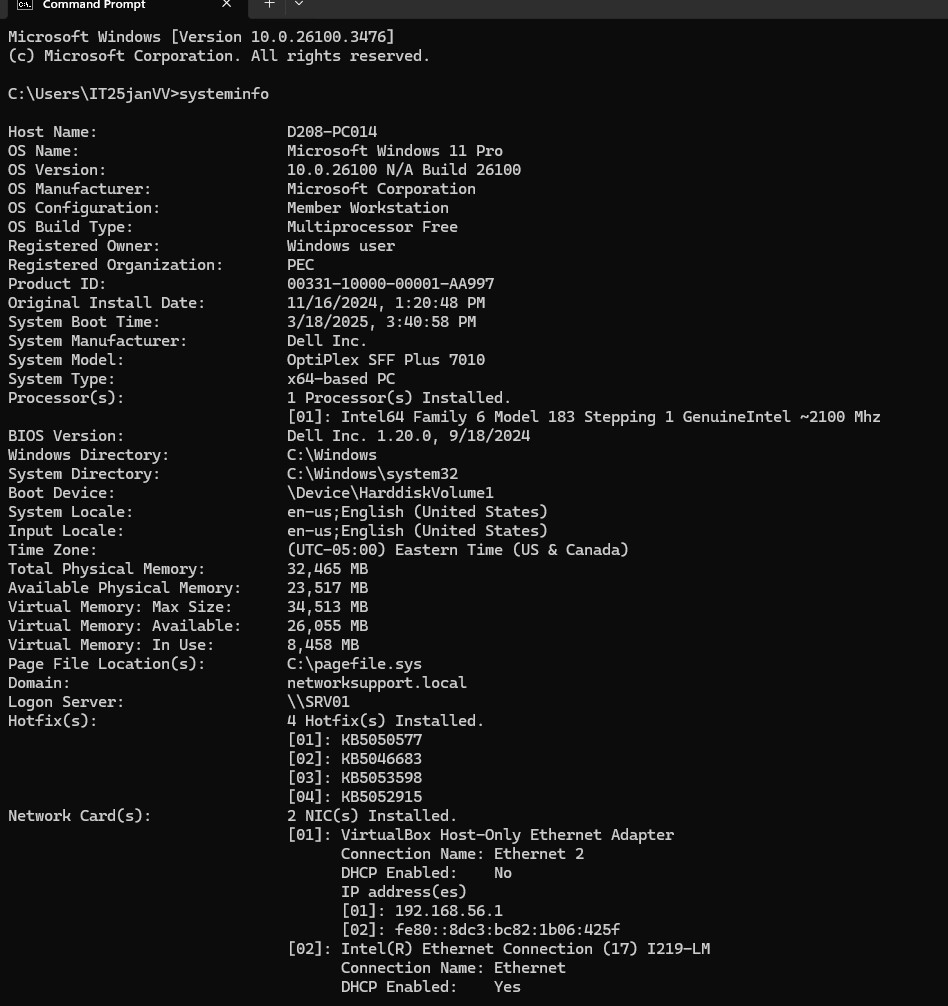 Command Prompt
Microsoft Windows [Version 10.0.26100.3476]
(c) Microsoft Corporation. All rights reserved.
C:\Users\IT25janVV>systeminfo
Host Name: D208-PC014
OS Name: Microsoft Windows 11 Pro
OS Version: 10.0.26100 N/A Build 26100
OS Manufacturer: Microsoft Corporation
OS Configuration: Member Workstation
OS Build Type: Multiprocessor Free
Registered Owner: Windows user
Registered Organization: PEC
Product ID: 00331-10000-00001-AA997
Original Install Date: 11/16/2024, 1:20:48 PM
System Boot Time: 3/18/2025, 3:40:58 PM
System Manufacturer: Dell Inc.
System Model: OptiPlex SFF Plus 7010
System Type: x64-based PC
Processor(s): 1 Processor(s) Installed.
[01]: Intel64 Family 6 Model 183 Stepping 1 GenuineIntel ~2100 Mhz
BIOS Version: Dell Inc. 1.20.0, 9/18/2024
Windows Directory: C:\Windows
System Directory: C:\Windows\system32
Boot Device: \Device\HarddiskVolume1
System Locale: en-us;English (United States)
Input Locale: en-us;English (United States)
Time Zone: (UTC-05:00) Eastern Time (US & Canada)
Total Physical Memory: 32,465 MB
Available Physical Memory: 23,517 MB
Virtual Memory: Max Size: 34,513 MB
Virtual Memory: Available: 26,055 MB
Virtual Memory: In Use: 8,458 MB
Page File Location(s): C:\pagefile.sys
Domain: networksupport.local
Logon Server: \\SRV01
Hotfix(s): 4 Hotfix(s) Installed.
[01]: KB5050577
[02]: KB5046683
[03]: KB5053598
[04]: KB5052915
Network Card(s): 2 NIC(s) Installed.
[01]: VirtualBox Host-Only Ethernet Adapter
Connection Name: Ethernet 2
DHCP Enabled: No
IP address(es)
[01]: 192.168.56.1
[02]: fe80::8dc3:bc82:1b06:425f
[02]: Intel(R) Ethernet Connection (17) I219-LM
Connection Name: Ethernet
DHCP Enabled: Yes